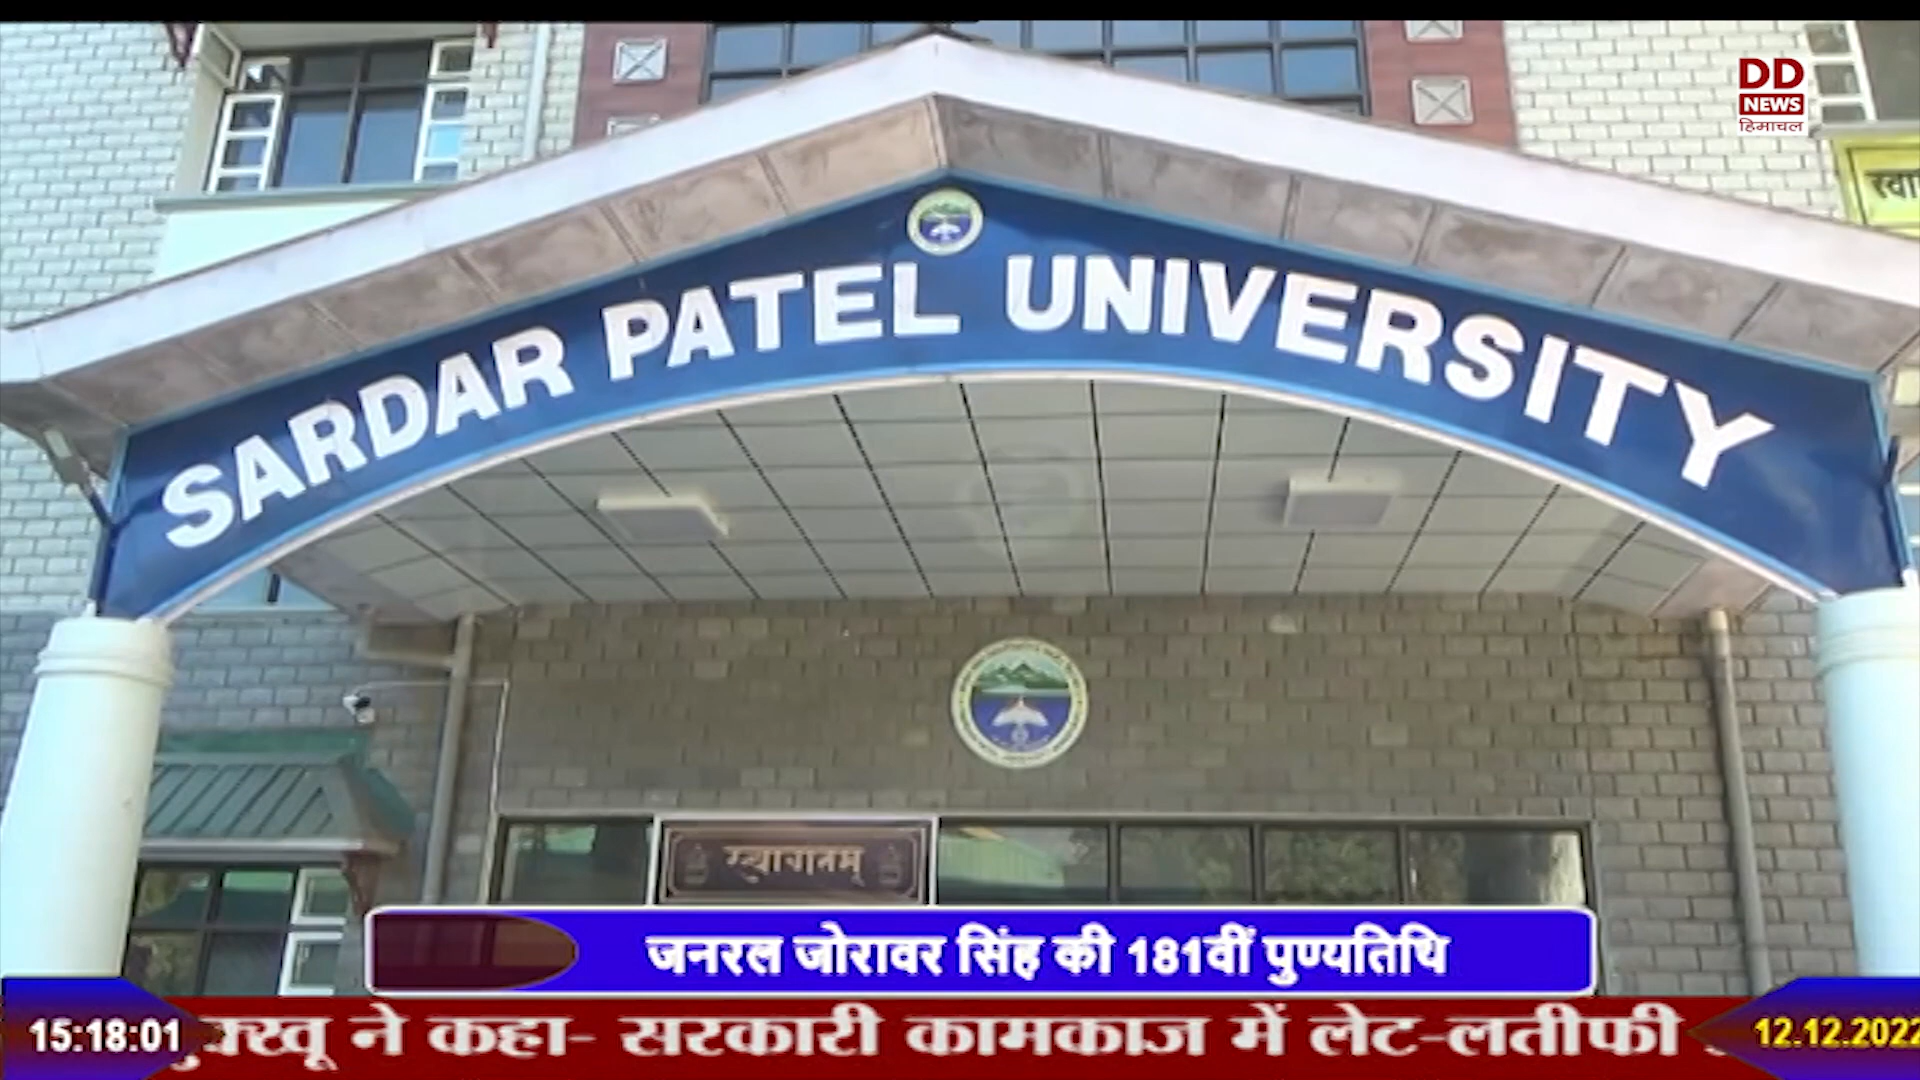 DD
NEWS
हिमाचल
SARDAR PATEL UNIVERSITY
स्वागतम्
जनरल जोरावर सिंह की 181वीं पुण्यतिथि
15:18:01
ने कहा- सरकारी कामकाज में लेट-लतीफी
12.12.2022